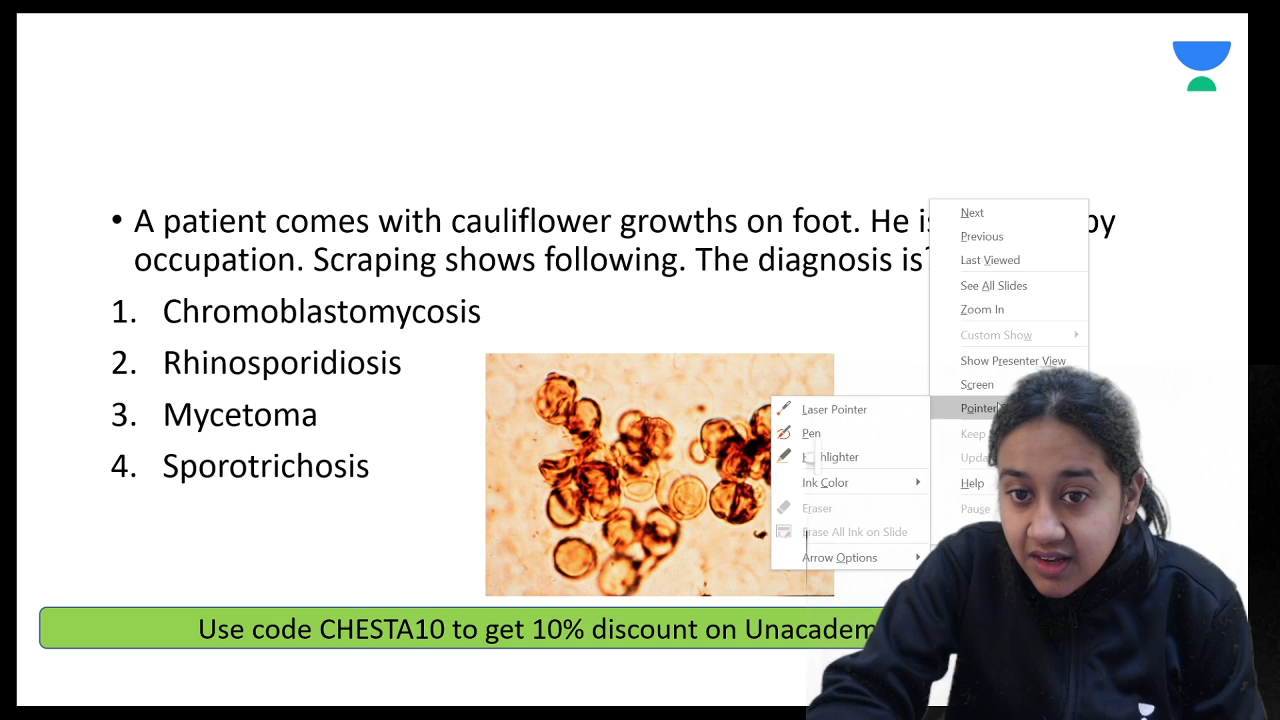 • A patient comes with cauliflower growths on foot. He by
occupation. Scraping shows following. The diagnosis is?
1. Chromoblastomycosis
2. Rhinosporidiosis
3. Mycetoma
4. Sporotrichosis
Next
Previous
Last Viewed
See All Slides
Zoom In
Custom Show
Show Presenter View
Screen
Pointer
Keep
Help
Pause
Laser Pointer
Pen
Highlighter
Ink Color
Eraser
Erase All Ink on Slide
Arrow Options
Use code CHESTA10 to get 10% discount on